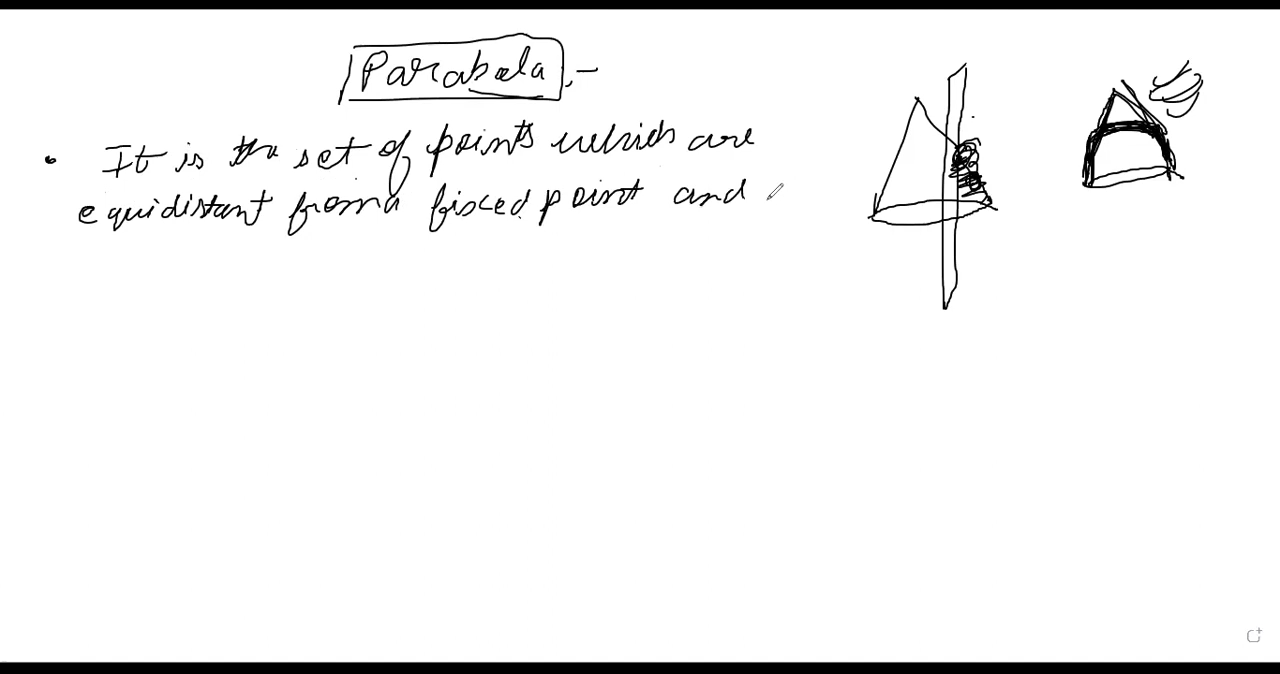 Parabola :-
• It is the set of points which are
equidistant from a fixed point and